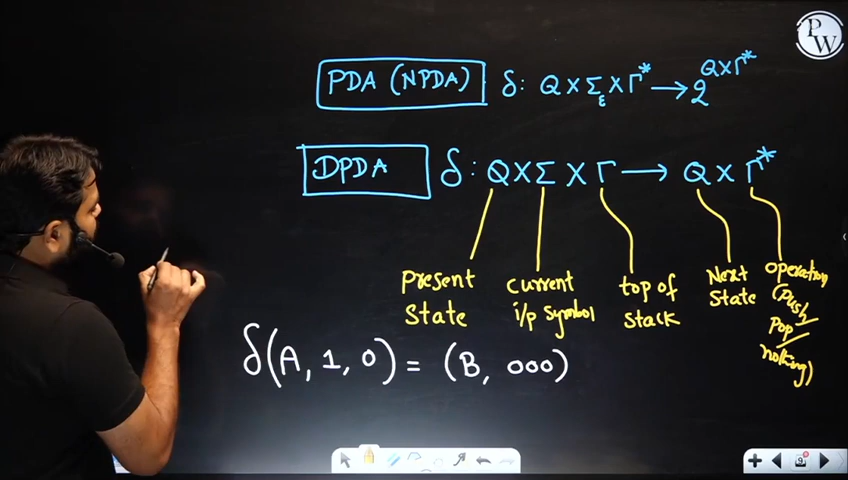 PW
PDA (NPDA) δ: Q×Σε×Γ* → 2^Q×Γ*
DPDA δ: Q×Σ×Γ → Q×Γ*
Present State
current i/p symbol
top of stack
Next State
operation (push/ pop/ nothing)
δ(A, 1, 0) = (B, 000)
9